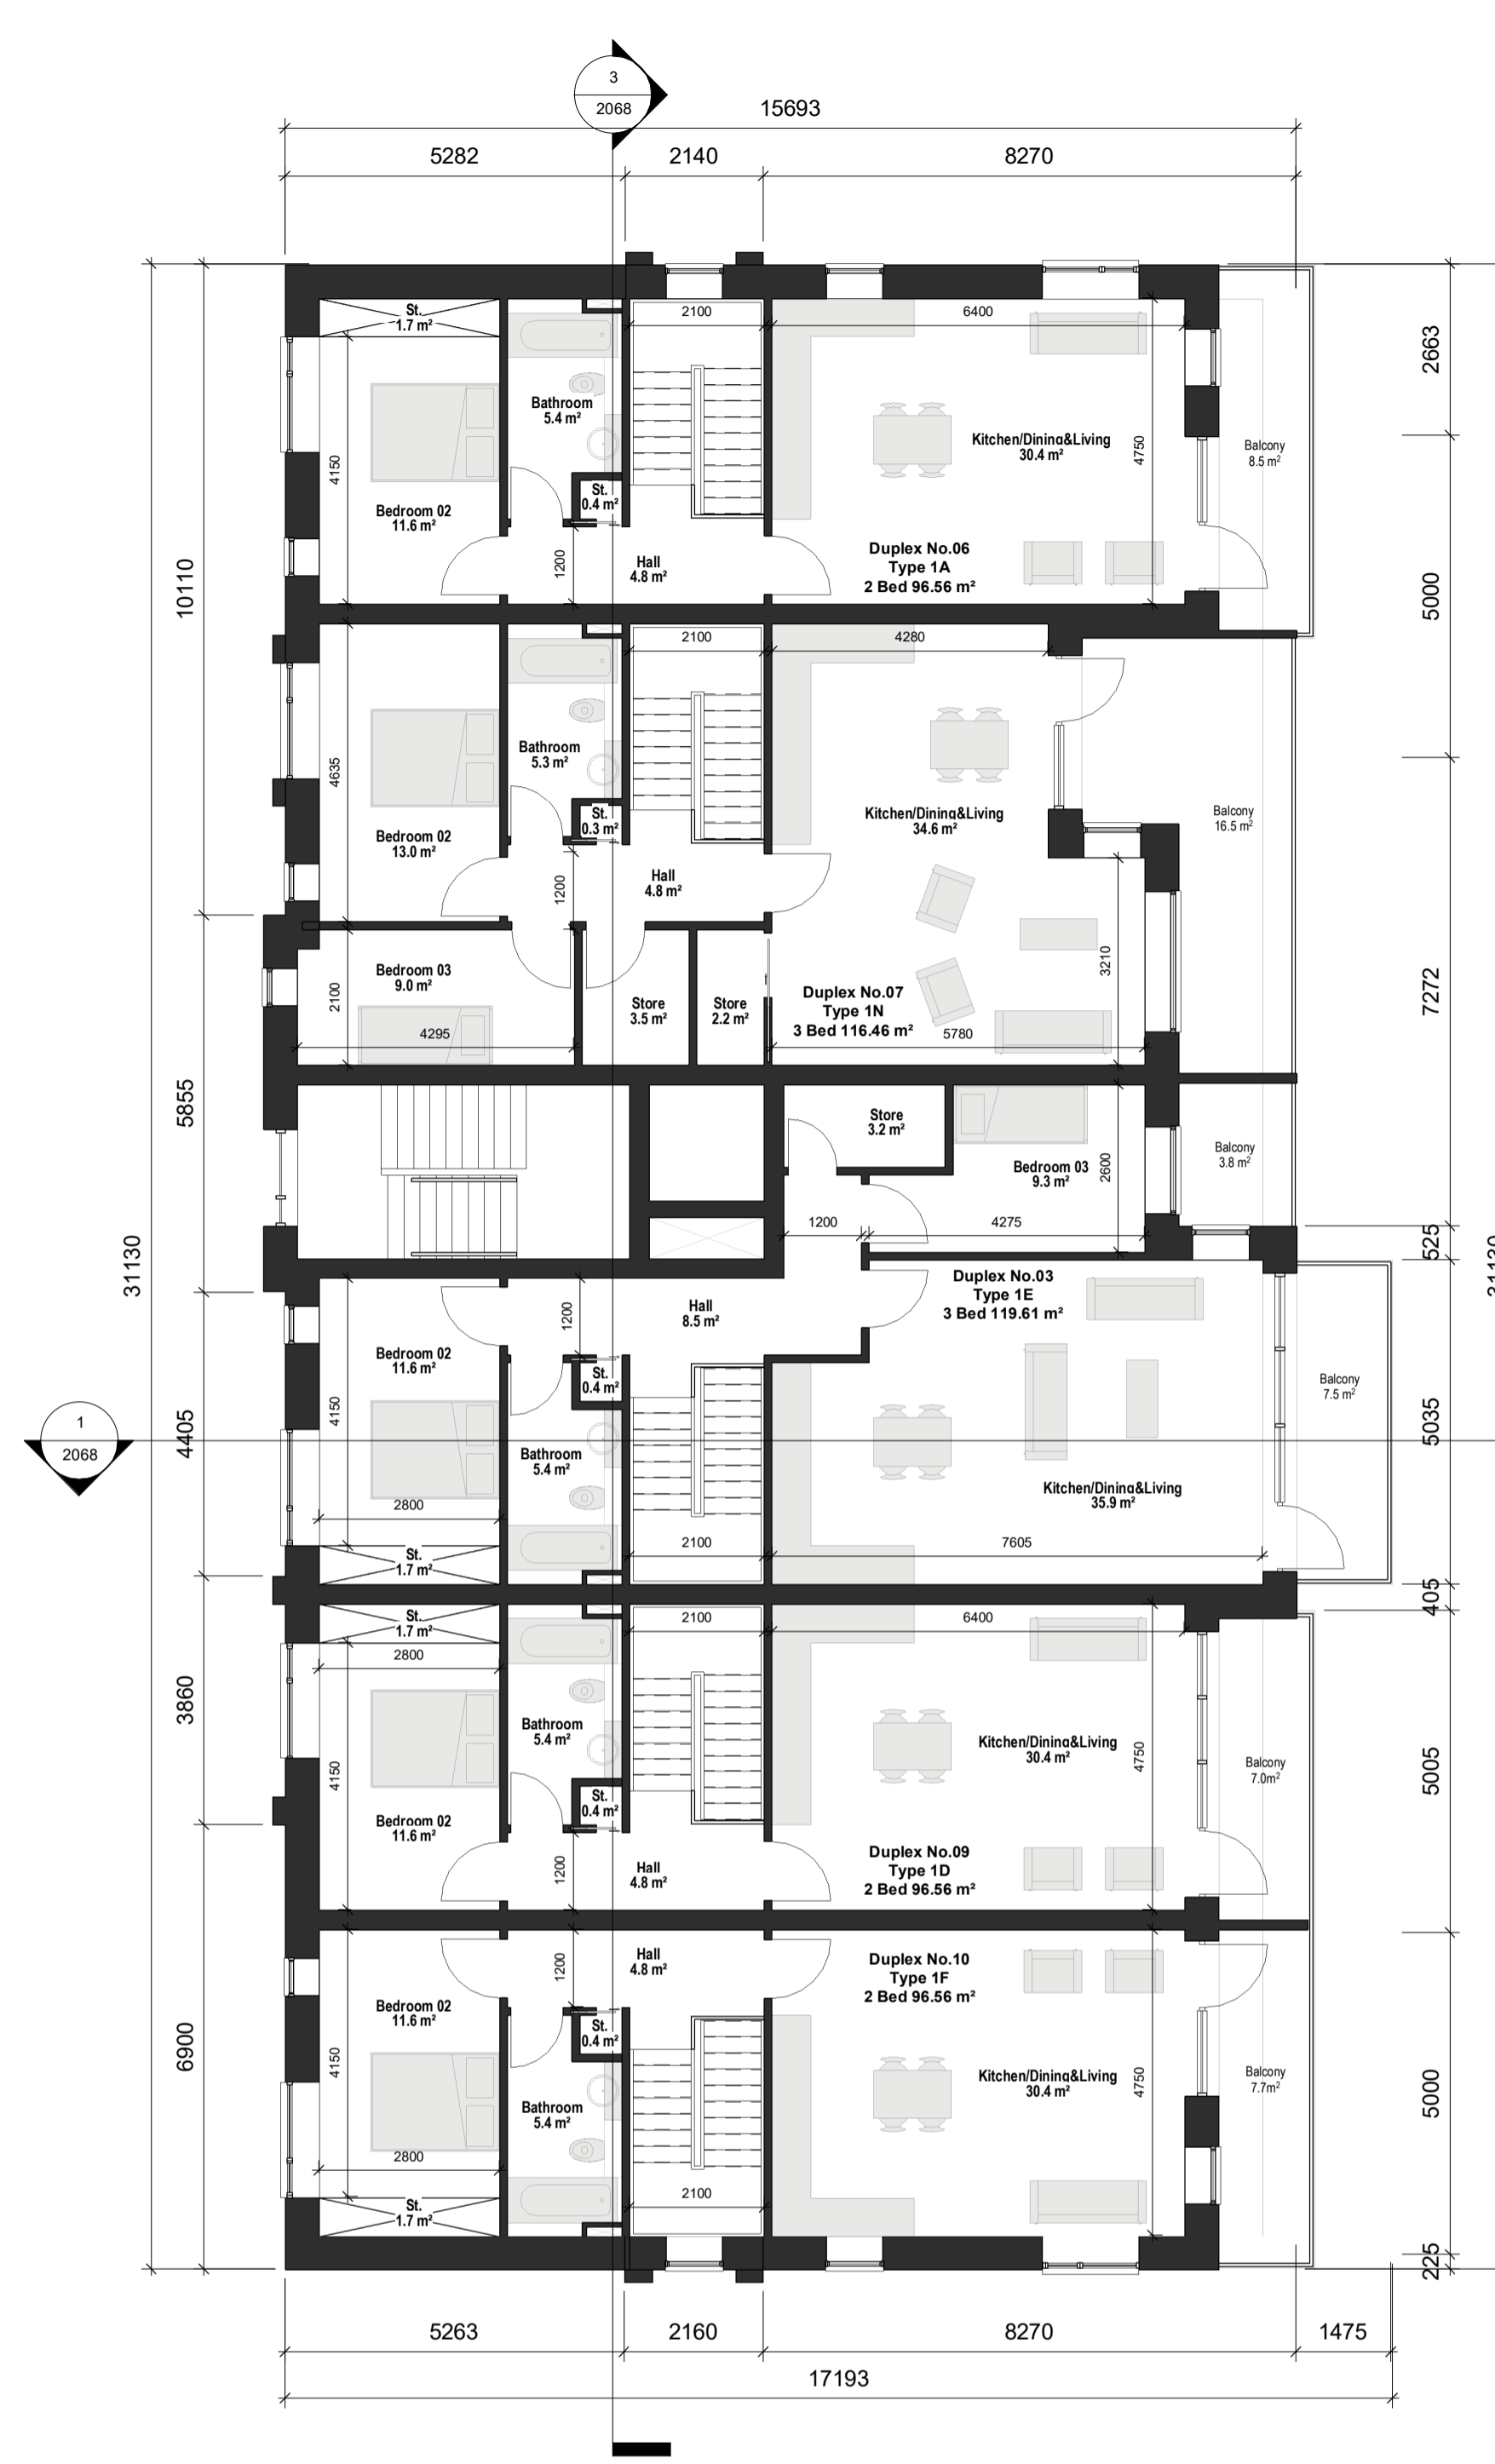 3
2068
15693
5282
2140
8270
St.
1.7 m²
2100
6400
2663
Bathroom
5.4 m²
4150
Kitchen/Dining&Living
30.4 m²
4750
Balcony
8.5 m²
St.
0.4 m²
Bedroom 02
11.6 m²
10110
1200
Hall
4.8 m²
Duplex No.06
Type 1A
2 Bed 96.56 m²
5000
2100
4280
Bathroom
5.3 m²
4635
Kitchen/Dining&Living
34.6 m²
Balcony
16.5 m²
St.
0.3 m²
Bedroom 02
13.0 m²
1200
Hall
4.8 m²
Bedroom 03
9.0 m²
2100
4295
Store
3.5 m²
Store
2.2 m²
Duplex No.07
Type 1N
3 Bed 116.46 m²
5780
3210
7272
5855
Store
3.2 m²
Bedroom 03
9.3 m²
2600
Balcony
3.8 m²
1200
4275
525
31130
31130
Duplex No.03
Type 1E
3 Bed 119.61 m²
1200
Hall
8.5 m²
Bedroom 02
11.6 m²
St.
0.4 m²
Balcony
7.5 m²
1
2068
4405
4150
5035
Bathroom
5.4 m²
Kitchen/Dining&Living
35.9 m²
2800
2100
7605
St.
1.7 m²
405
St.
1.7 m²
2100
6400
2800
3860
Bathroom
5.4 m²
Kitchen/Dining&Living
30.4 m²
4750
4150
Balcony
7.0m²
5005
St.
0.4 m²
Bedroom 02
11.6 m²
1200
Hall
4.8 m²
Duplex No.09
Type 1D
2 Bed 96.56 m²
1200
Hall
4.8 m²
Duplex No.10
Type 1F
2 Bed 96.56 m²
Bedroom 02
11.6 m²
St.
0.4 m²
6900
4150
Kitchen/Dining&Living
30.4 m²
4750
Balcony
7.7m²
5000
Bathroom
5.4 m²
2800
2100
St.
1.7 m²
225
5263
2160
8270
1475
17193